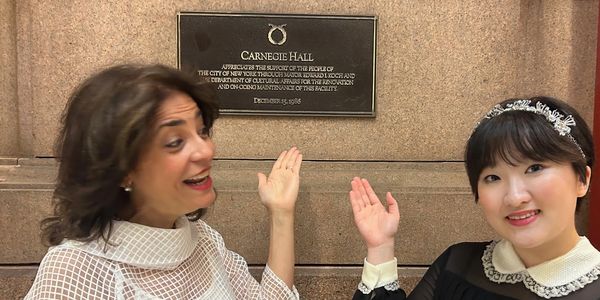 CARNEGIE HALL
APPRECIATES THE SUPPORT OF THE PEOPLE OF
THE CITY OF NEW YORK THROUGH MAYOR EDWARD I. KOCH AND
THE DEPARTMENT OF CULTURAL AFFAIRS FOR THE RENOVATION
AND ON-GOING MAINTENANCE OF THIS FACILITY.
DECEMBER 15, 1986